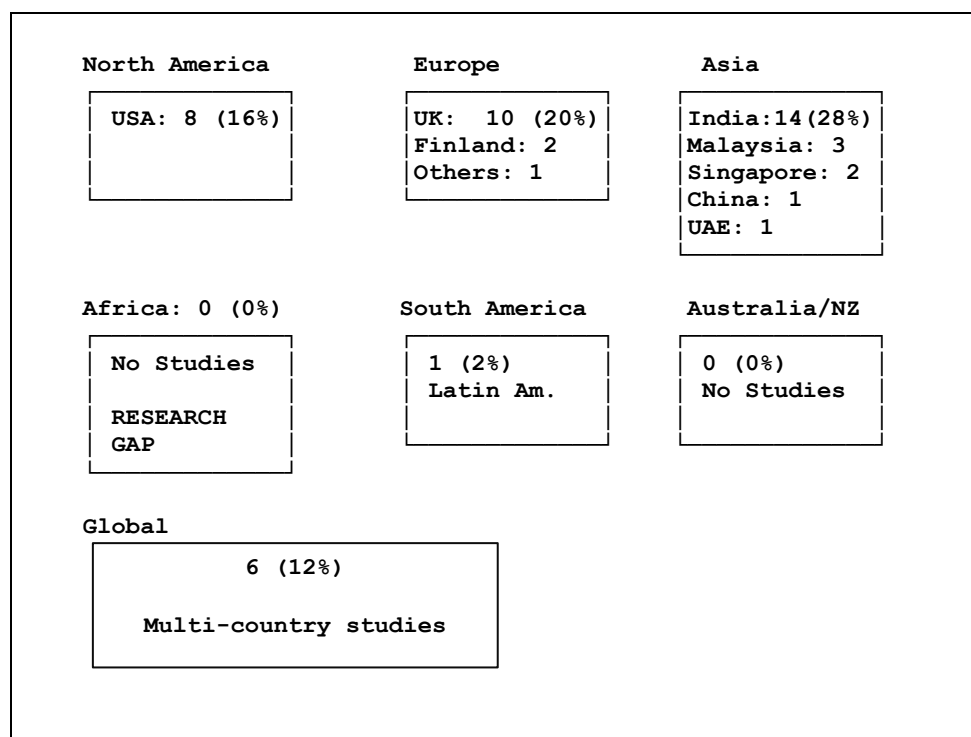 North America
USA: 8 (16%)
Europe
UK: 10 (20%)
Finland: 2
Others: 1
Asia
India:14(28%)
Malaysia: 3
Singapore: 2
China: 1
UAE: 1
Africa: 0 (0%)
No Studies
RESEARCH
GAP
South America
1 (2%)
Latin Am.
Australia/NZ
0 (0%)
No Studies
Global
6 (12%)
Multi-country studies